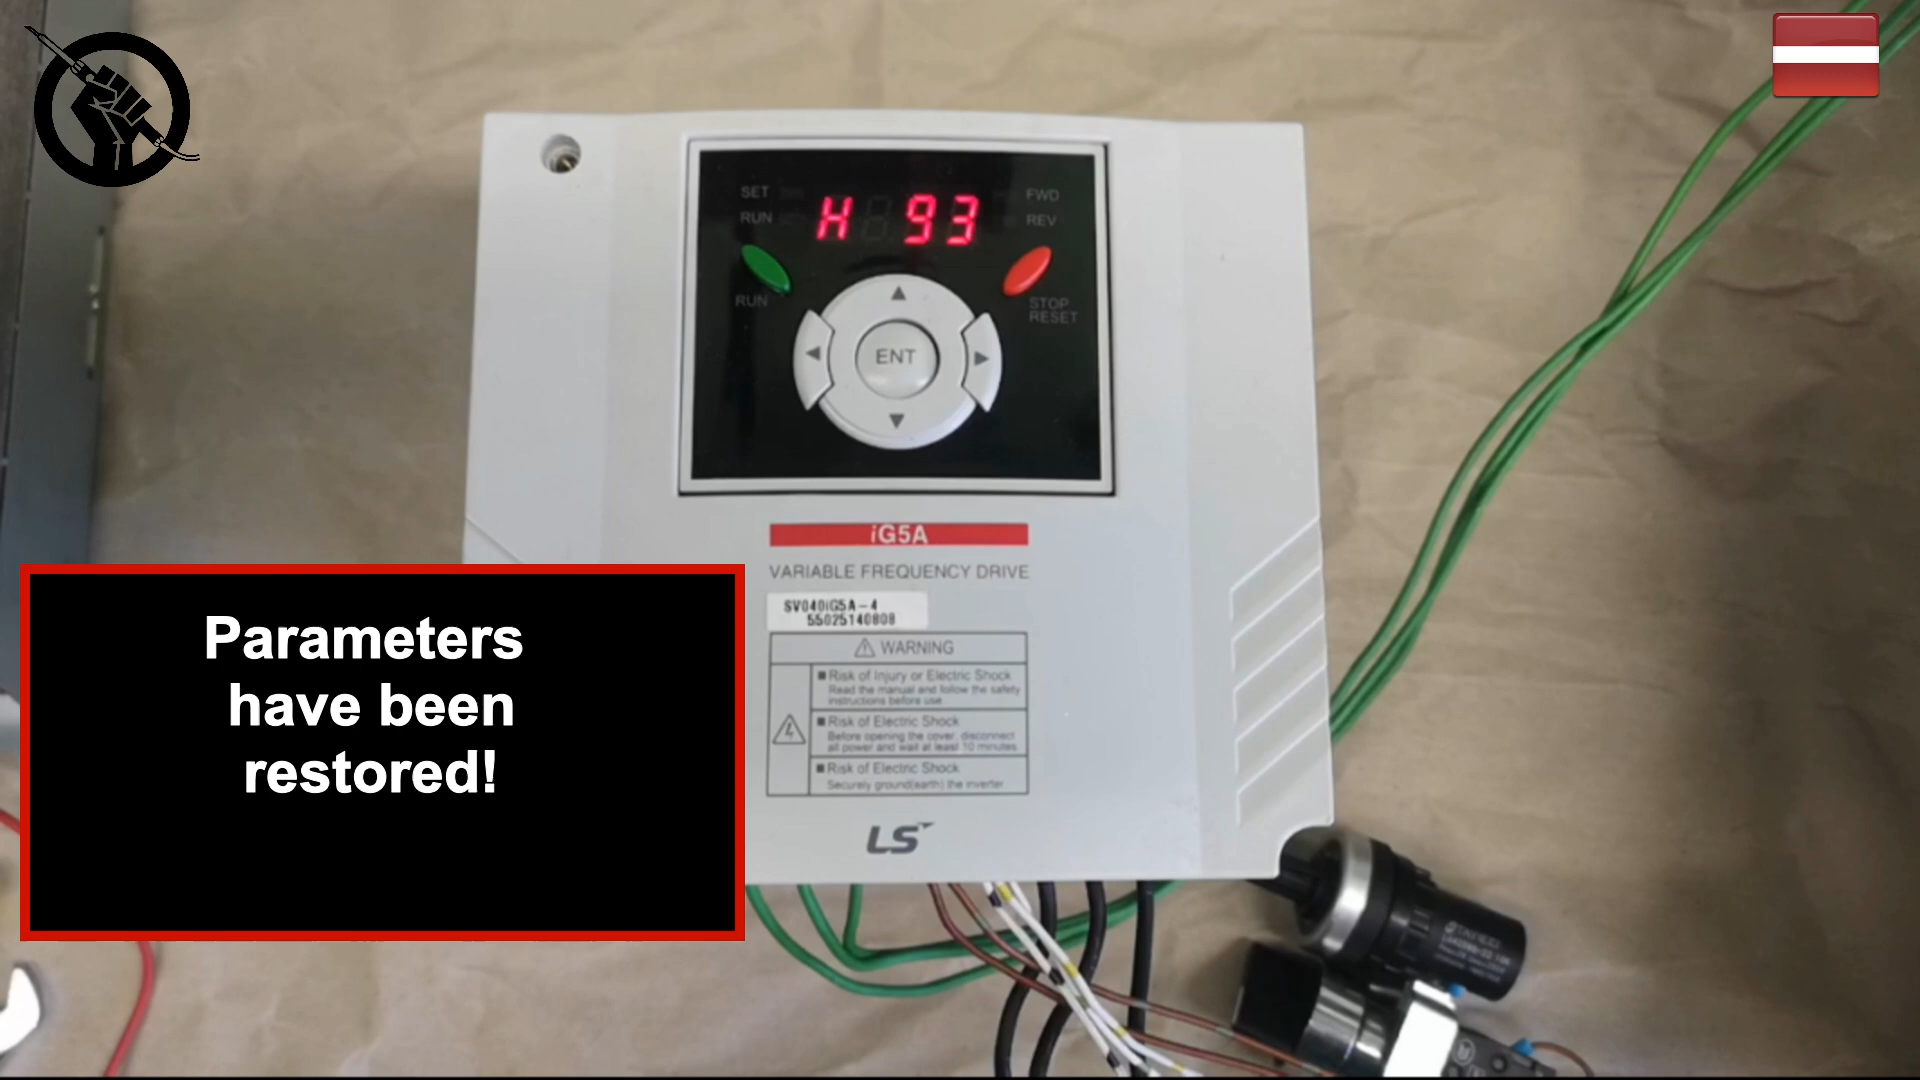 SET
RUN
H 93
FWD
REV
RUN
STOP
RESET
ENT
iG5A
VARIABLE FREQUENCY DRIVE
SV040iG5A-4
55025140808
WARNING
Risk of Injury or Electric Shock
Read the manual and follow the safety
instructions before use
Risk of Electric Shock
Before opening the cover, disconnect
all power and wait at least 10 minutes.
Risk of Electric Shock
Securely ground(earth) the inverter
LS
Parameters
have been
restored!